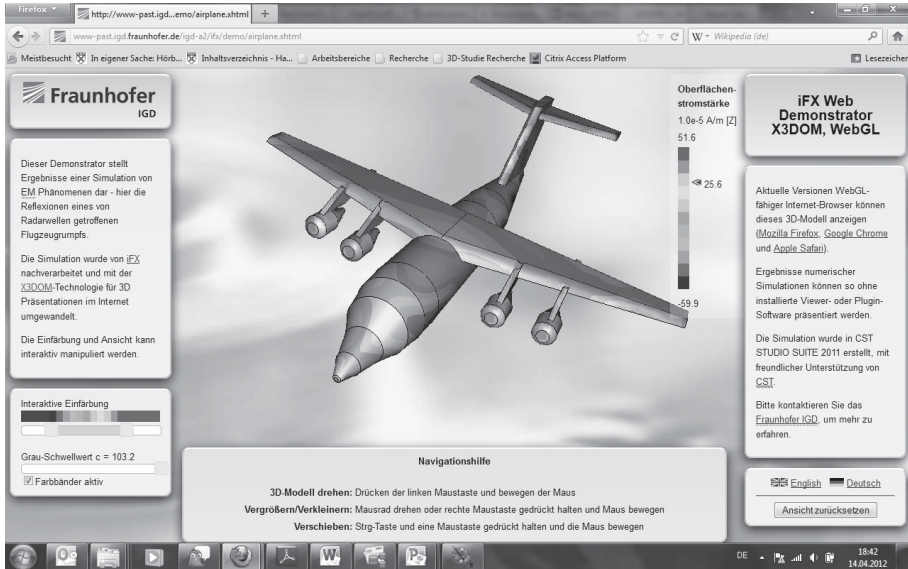 Firefox
http://www-past.igd...emo/airplane.xhtml
www-past.igd.fraunhofer.de/igd-a2/ifx/demo/airplane.xhtml
W - Wikipedia (de)
Meistbesucht In eigener Sache: Hörb... Inhaltsverzeichnis - Ha... Arbeitsbereiche Recherche 3D-Studie Recherche Citrix Access Platform Lesezeichen
Fraunhofer
IGD
Dieser Demonstrator stellt
Ergebnisse einer Simulation von
EM Phänomenen dar - hier die
Reflexionen eines von
Radarwellen getroffenen
Flugzeugrumpfs.
Die Simulation wurde von iFX
nachverarbeitet und mit der
X3DOM-Technologie für 3D
Präsentationen im Internet
umgewandelt.
Die Einfärbung und Ansicht kann
interaktiv manipuliert werden.
Interaktive Einfärbung
Grau-Schwellwert c = 103.2
Farbbänder aktiv
Oberflächen-
stromstärke
1.0e-5 A/m [Z]
51.6
25.6
-59.9
Navigationshilfe
3D-Modell drehen: Drücken der linken Maustaste und bewegen der Maus
Vergrößern/Verkleinern: Mausrad drehen oder rechte Maustaste gedrückt halten und Maus bewegen
Verschieben: Strg-Taste und eine Maustaste gedrückt halten und die Maus bewegen
iFX Web
Demonstrator
X3DOM, WebGL
Aktuelle Versionen WebGL-
fähiger Internet-Browser können
dieses 3D-Modell anzeigen
(Mozilla Firefox, Google Chrome
und Apple Safari).
Ergebnisse numerischer
Simulationen können so ohne
installierte Viewer- oder Plugin-
Software präsentiert werden.
Die Simulation wurde in CST
STUDIO SUITE 2011 erstellt, mit
freundlicher Unterstützung von
CST.
Bitte kontaktieren Sie das
Fraunhofer IGD, um mehr zu
erfahren.
English Deutsch
Ansicht zurücksetzen
DE
18:42
14.04.2012